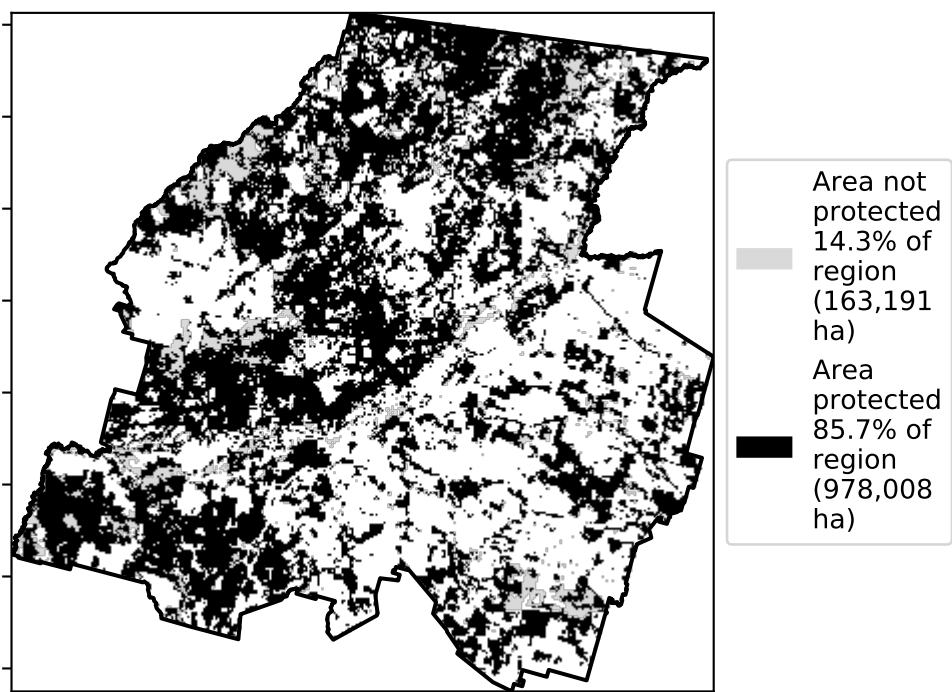 Area not
protected
14.3% of
region
(163,191
ha)
Area
protected
85.7% of
region
(978,008
ha)